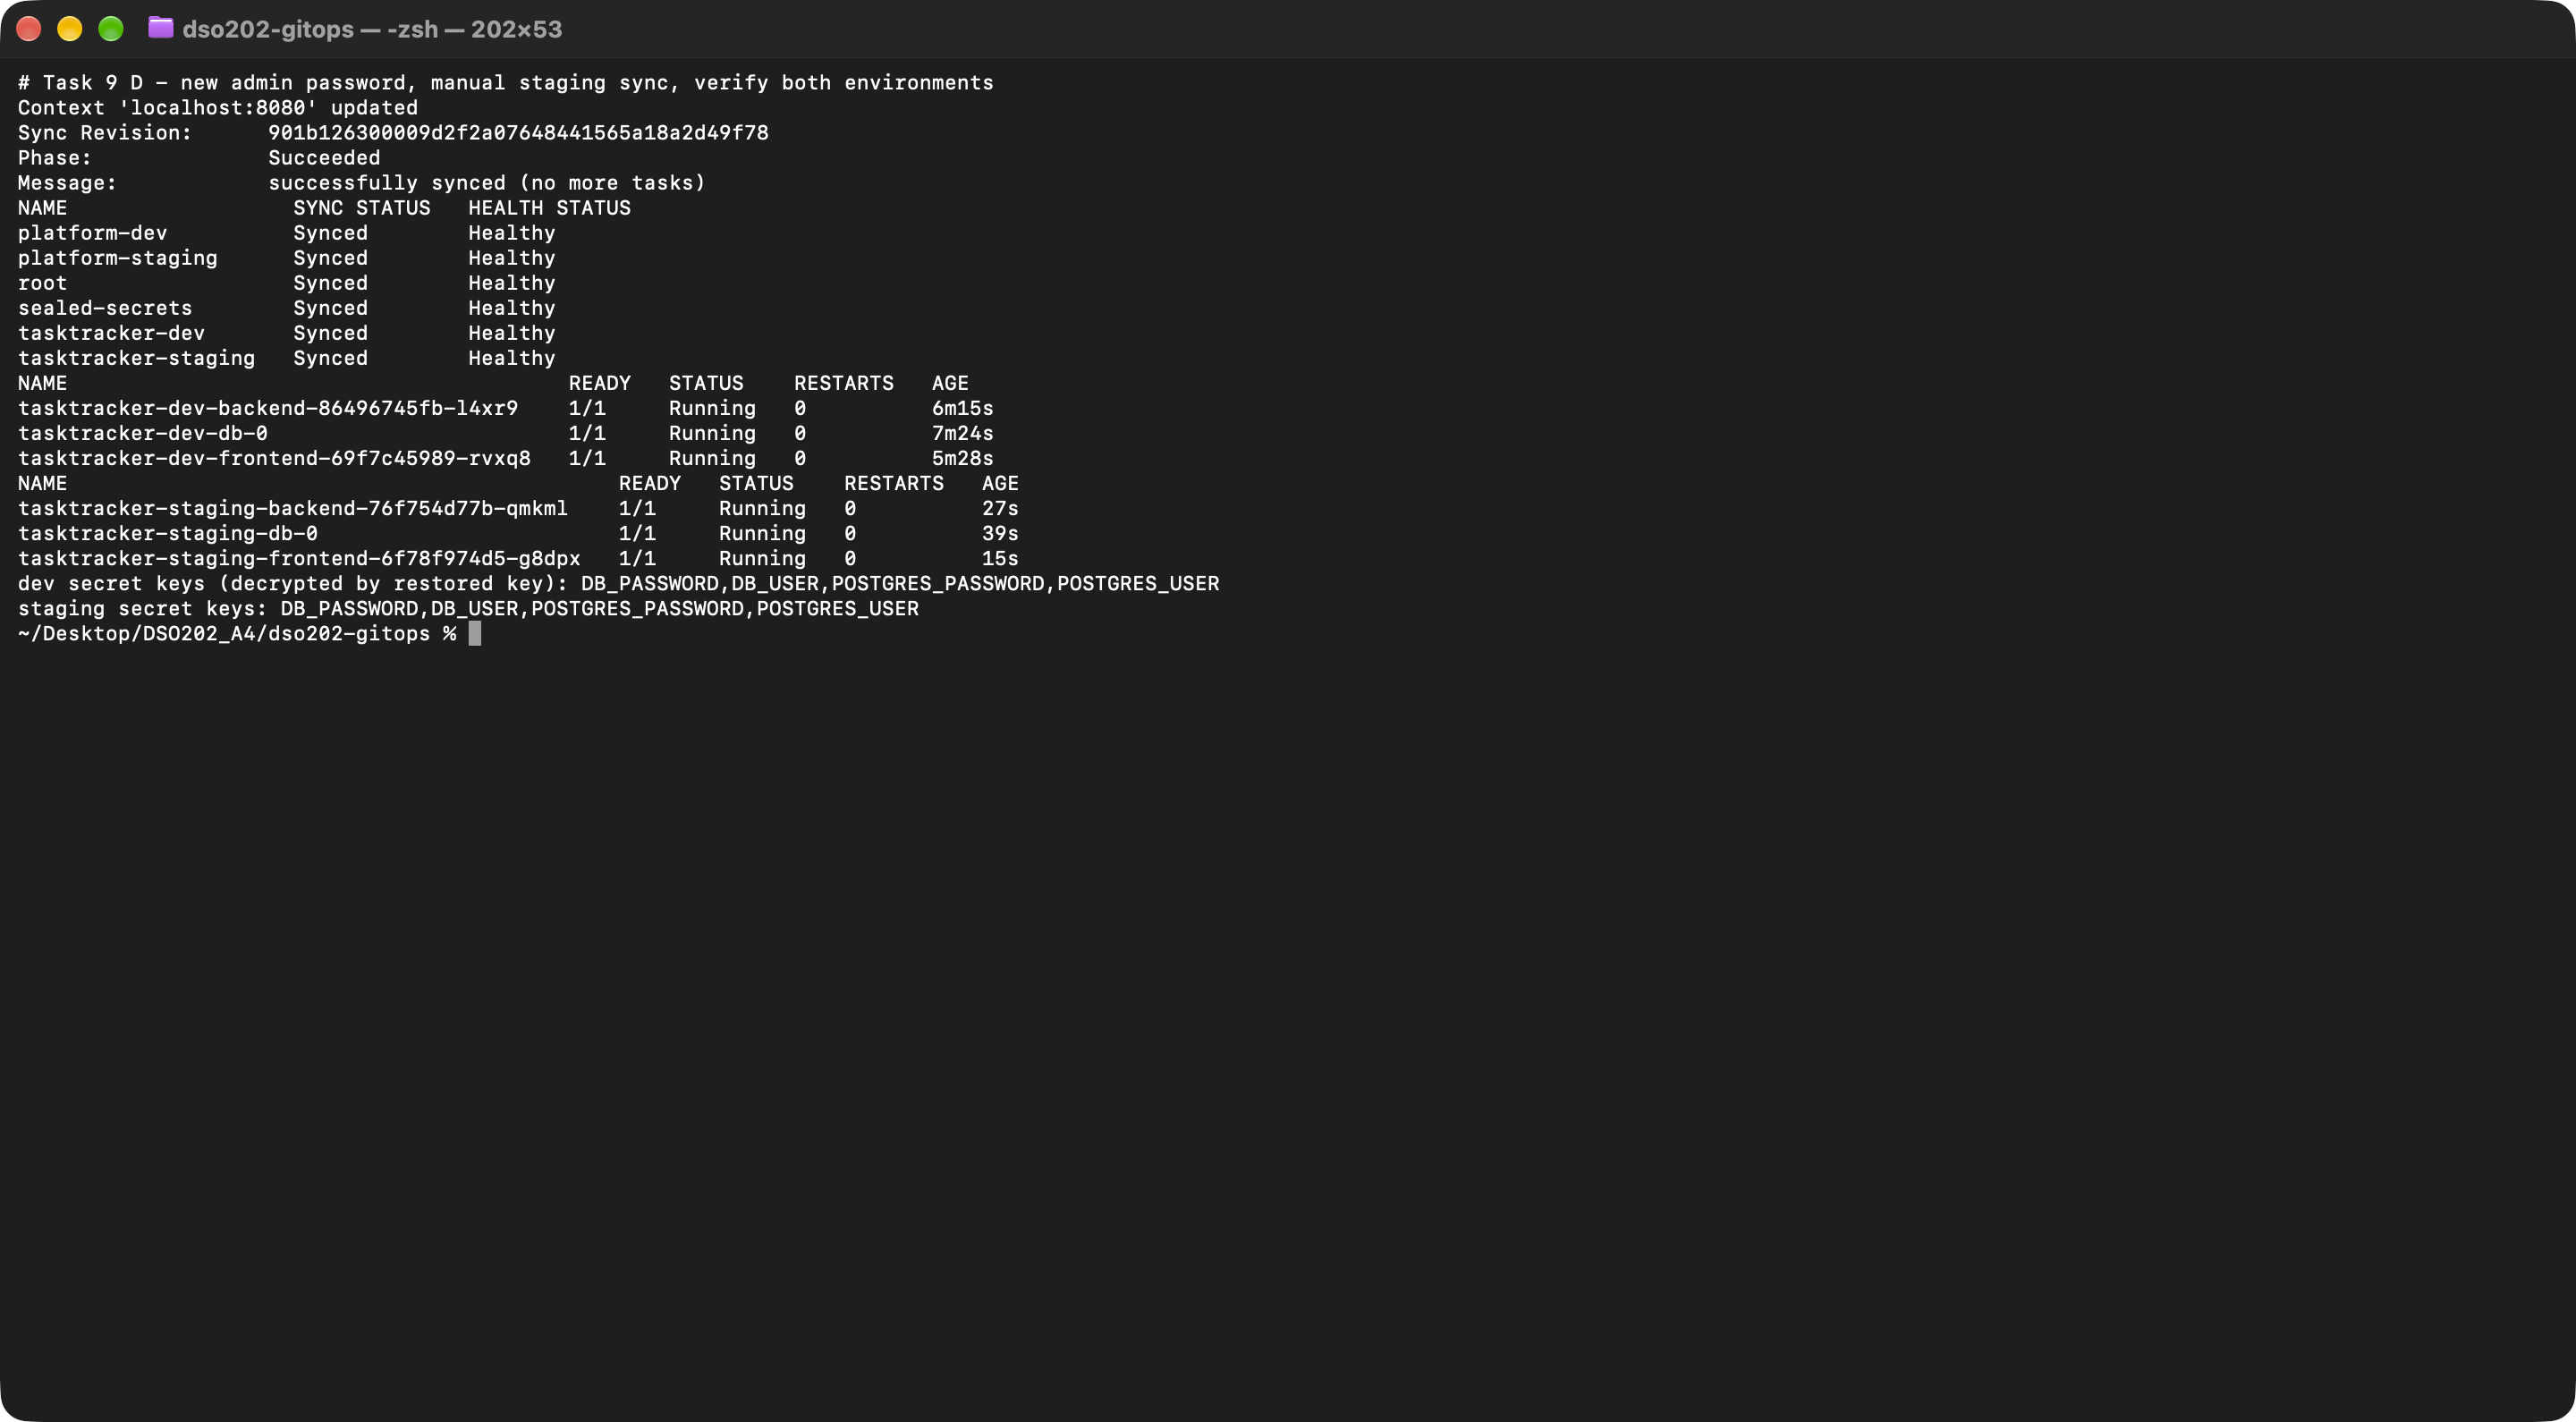 dso202-gitops — -zsh — 202×53
# Task 9 D — new admin password, manual staging sync, verify both environments
Context 'localhost:8080' updated
Sync Revision:      901b126300009d2f2a07648441565a18a2d49f78
Phase:              Succeeded
Message:            successfully synced (no more tasks)
NAME                  SYNC STATUS   HEALTH STATUS
platform-dev          Synced        Healthy
platform-staging      Synced        Healthy
root                  Synced        Healthy
sealed-secrets        Synced        Healthy
tasktracker-dev       Synced        Healthy
tasktracker-staging   Synced        Healthy
NAME                                        READY   STATUS    RESTARTS   AGE
tasktracker-dev-backend-86496745fb-l4xr9    1/1     Running   0          6m15s
tasktracker-dev-db-0                        1/1     Running   0          7m24s
tasktracker-dev-frontend-69f7c45989-rvxq8   1/1     Running   0          5m28s
NAME                                            READY   STATUS    RESTARTS   AGE
tasktracker-staging-backend-76f754d77b-qmkml    1/1     Running   0          27s
tasktracker-staging-db-0                        1/1     Running   0          39s
tasktracker-staging-frontend-6f78f974d5-g8dpx   1/1     Running   0          15s
dev secret keys (decrypted by restored key): DB_PASSWORD,DB_USER,POSTGRES_PASSWORD,POSTGRES_USER
staging secret keys: DB_PASSWORD,DB_USER,POSTGRES_PASSWORD,POSTGRES_USER
~/Desktop/DSO202_A4/dso202-gitops %